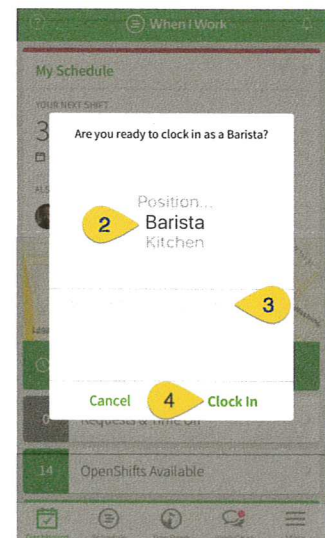 When I Work
My Schedule
YOUR NEXT SHIFT
3
Are you ready to clock in as a Barista?
Position...
2 Barista
Kitchen
3
Cancel 4 Clock In
0 Requests & Time Off
14 OpenShifts Available